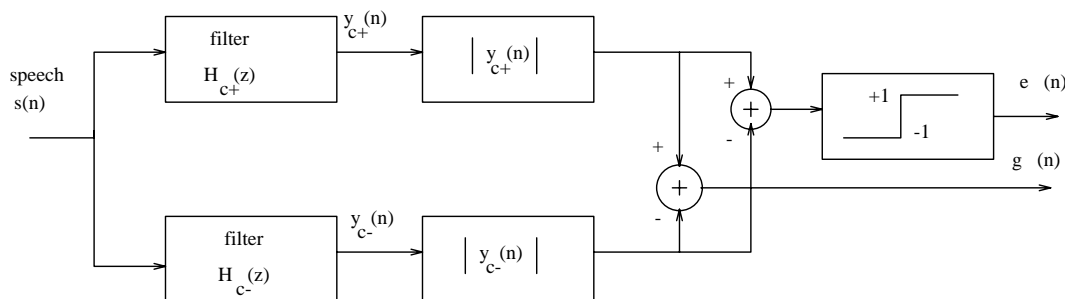 speech
s(n)
filter
H c+ (z)
y c+ (n)
| y c+ (n) |
+
-
+
+
-
+
+1
-1
e (n)
g (n)
filter
H c- (z)
y c- (n)
| y c- (n) |